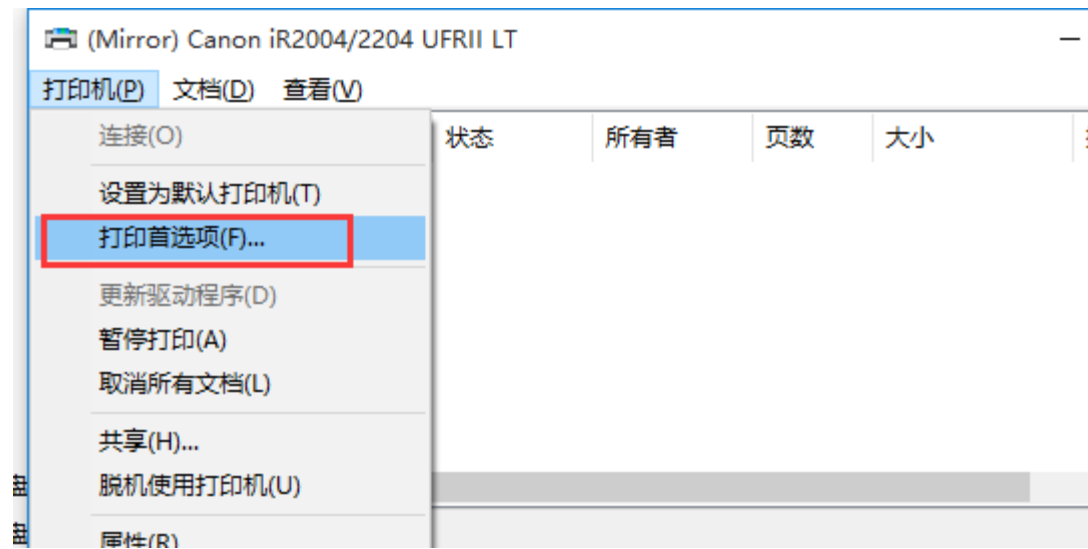 (Mirror) Canon iR2004/2204 UFRII LT
打印机(P) 文档(D) 查看(V)
连接(O)
状态 所有者 页数 大小
设置为默认打印机(T)
打印首选项(F)...
更新驱动程序(D)
暂停打印(A)
取消所有文档(L)
共享(H)...
脱机使用打印机(U)
属性(R)